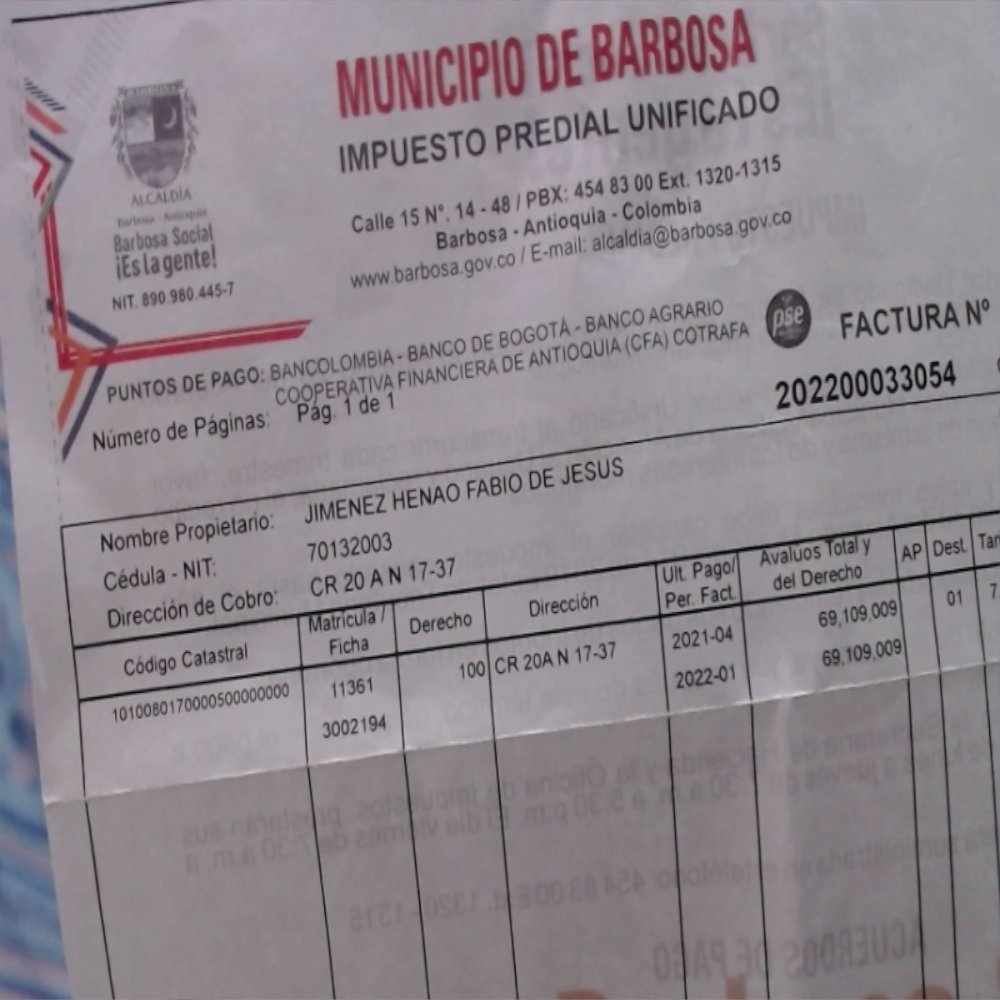 MUNICIPIO DE BARBOSA
IMPUESTO PREDIAL UNIFICADO
Calle 15 N°. 14 - 48 / PBX: 454 83 00 Ext. 1320-1315
Barbosa - Antioquia - Colombia
www.barbosa.gov.co / E-mail: alcaldia@barbosa.gov.co
ALCALDÍA
Barbosa - Antioquia
Barbosa Social
¡Es la gente!
NIT. 890.980.445-7
PUNTOS DE PAGO: BANCOLOMBIA - BANCO DE BOGOTÁ - BANCO AGRARIO
COOPERATIVA FINANCIERA DE ANTIOQUIA (CFA) COTRAFA
pse
FACTURA Nº
Número de Páginas: Pág. 1 de 1
202200033054
Nombre Propietario: JIMENEZ HENAO FABIO DE JESUS
Cédula - NIT: 70132003
Dirección de Cobro: CR 20 A N 17-37
Código Catastral Matrícula / Ficha Derecho Dirección Ult. Pago/ Per. Fact. Avalúos Total y del Derecho AP Dest. Tar
1010080170000500000000 11361 100 CR 20A N 17-37 2021-04 69,109,009 01 7.
3002194 2022-01 69,109,009